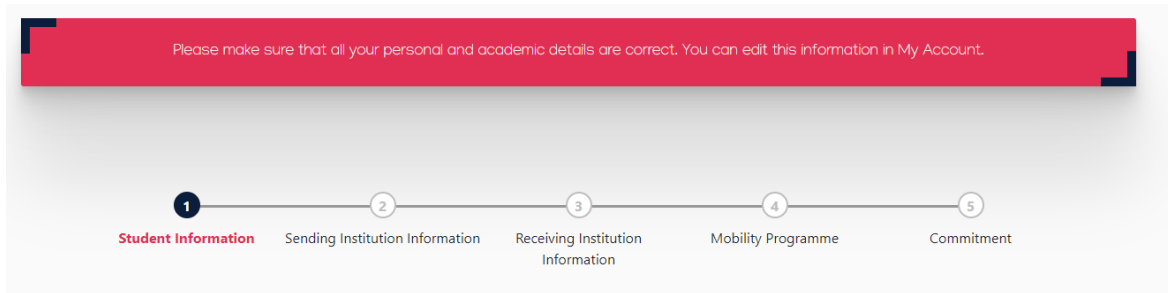 Please make sure that all your personal and academic details are correct. You can edit this information in My Account.
1
2
3
4
5
Student Information
Sending Institution Information
Receiving Institution
Information
Mobility Programme
Commitment